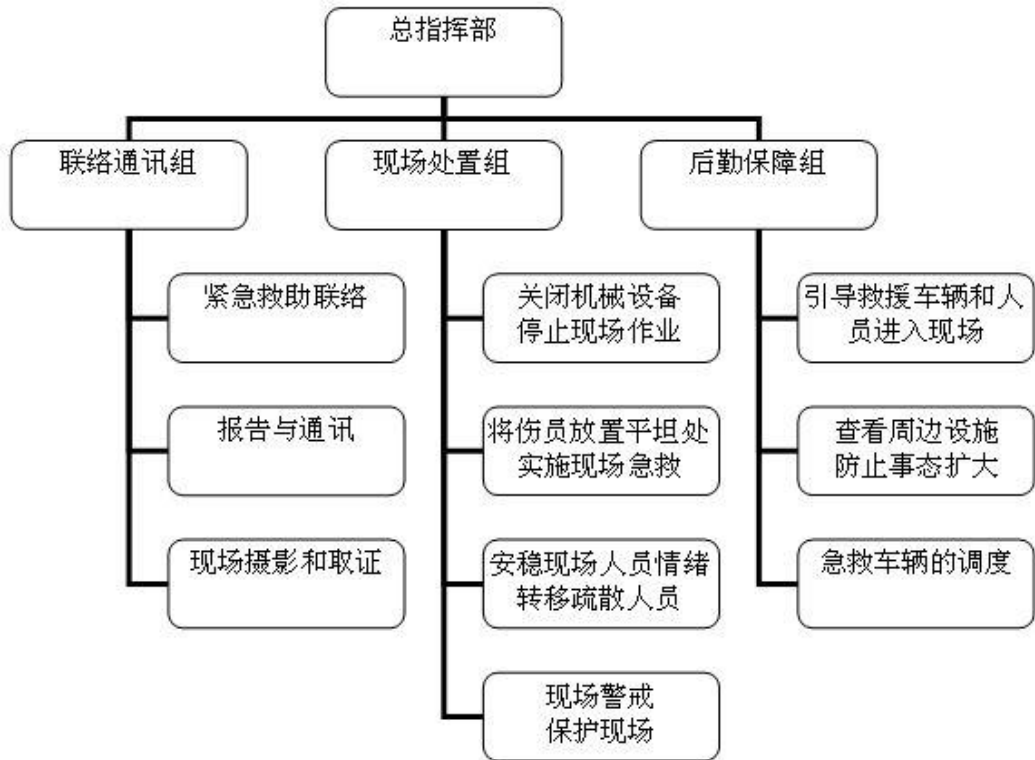 总指挥部
联络通讯组
现场处置组
后勤保障组
紧急救助联络
关闭机械设备
停止现场作业
引导救援车辆和人
员进入现场
报告与通讯
将伤员放置平坦处
实施现场急救
查看周边设施
防止事态扩大
现场摄影和取证
安稳现场人员情绪
转移疏散人员
急救车辆的调度
现场警戒
保护现场